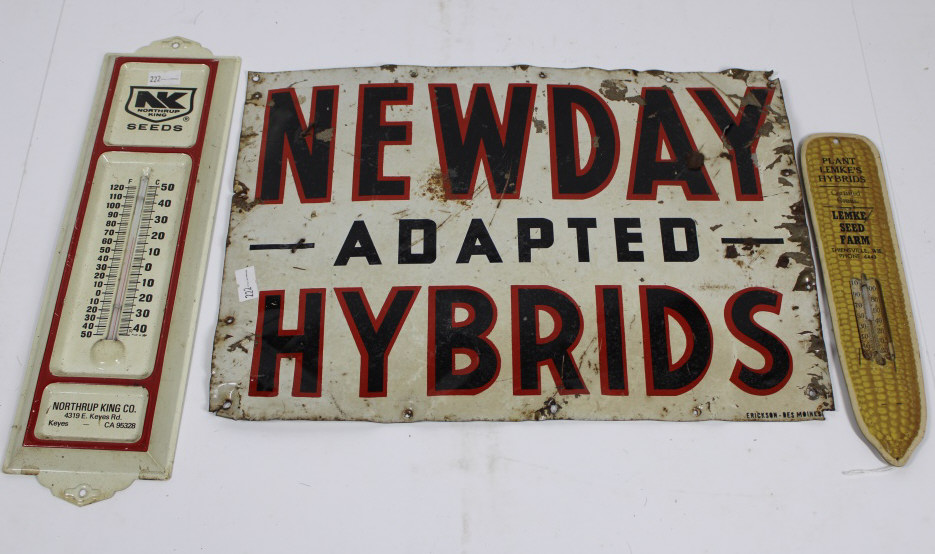 222
NK
NORTHRUP
KING
®
SEEDS
F C
120 50
110
100 40
90
80 30
70 20
60
50 10
40
30 0
20
10 10
0
10 20
20
30 30
40
50 40
NORTHRUP KING CO.
4319 E. Keyes Rd.
Keyes — CA 95328
NEWDAY
— ADAPTED —
HYBRIDS
222
ERICKSON - DES MOINES
PLANT
LEMKE'S
HYBRIDS
LEMKE
SEED
FARM
PHONE